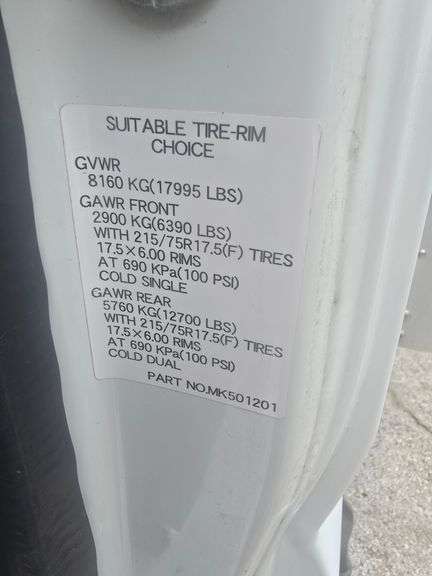 SUITABLE TIRE-RIM
CHOICE
GVWR
8160 KG(17995 LBS)
GAWR FRONT
2900 KG(6390 LBS)
WITH 215/75R17.5(F) TIRES
17.5×6.00 RIMS
AT 690 KPa(100 PSI)
COLD SINGLE
GAWR REAR
5760 KG(12700 LBS)
WITH 215/75R17.5(F) TIRES
17.5×6.00 RIMS
AT 690 KPa(100 PSI)
COLD DUAL
PART NO.MK501201